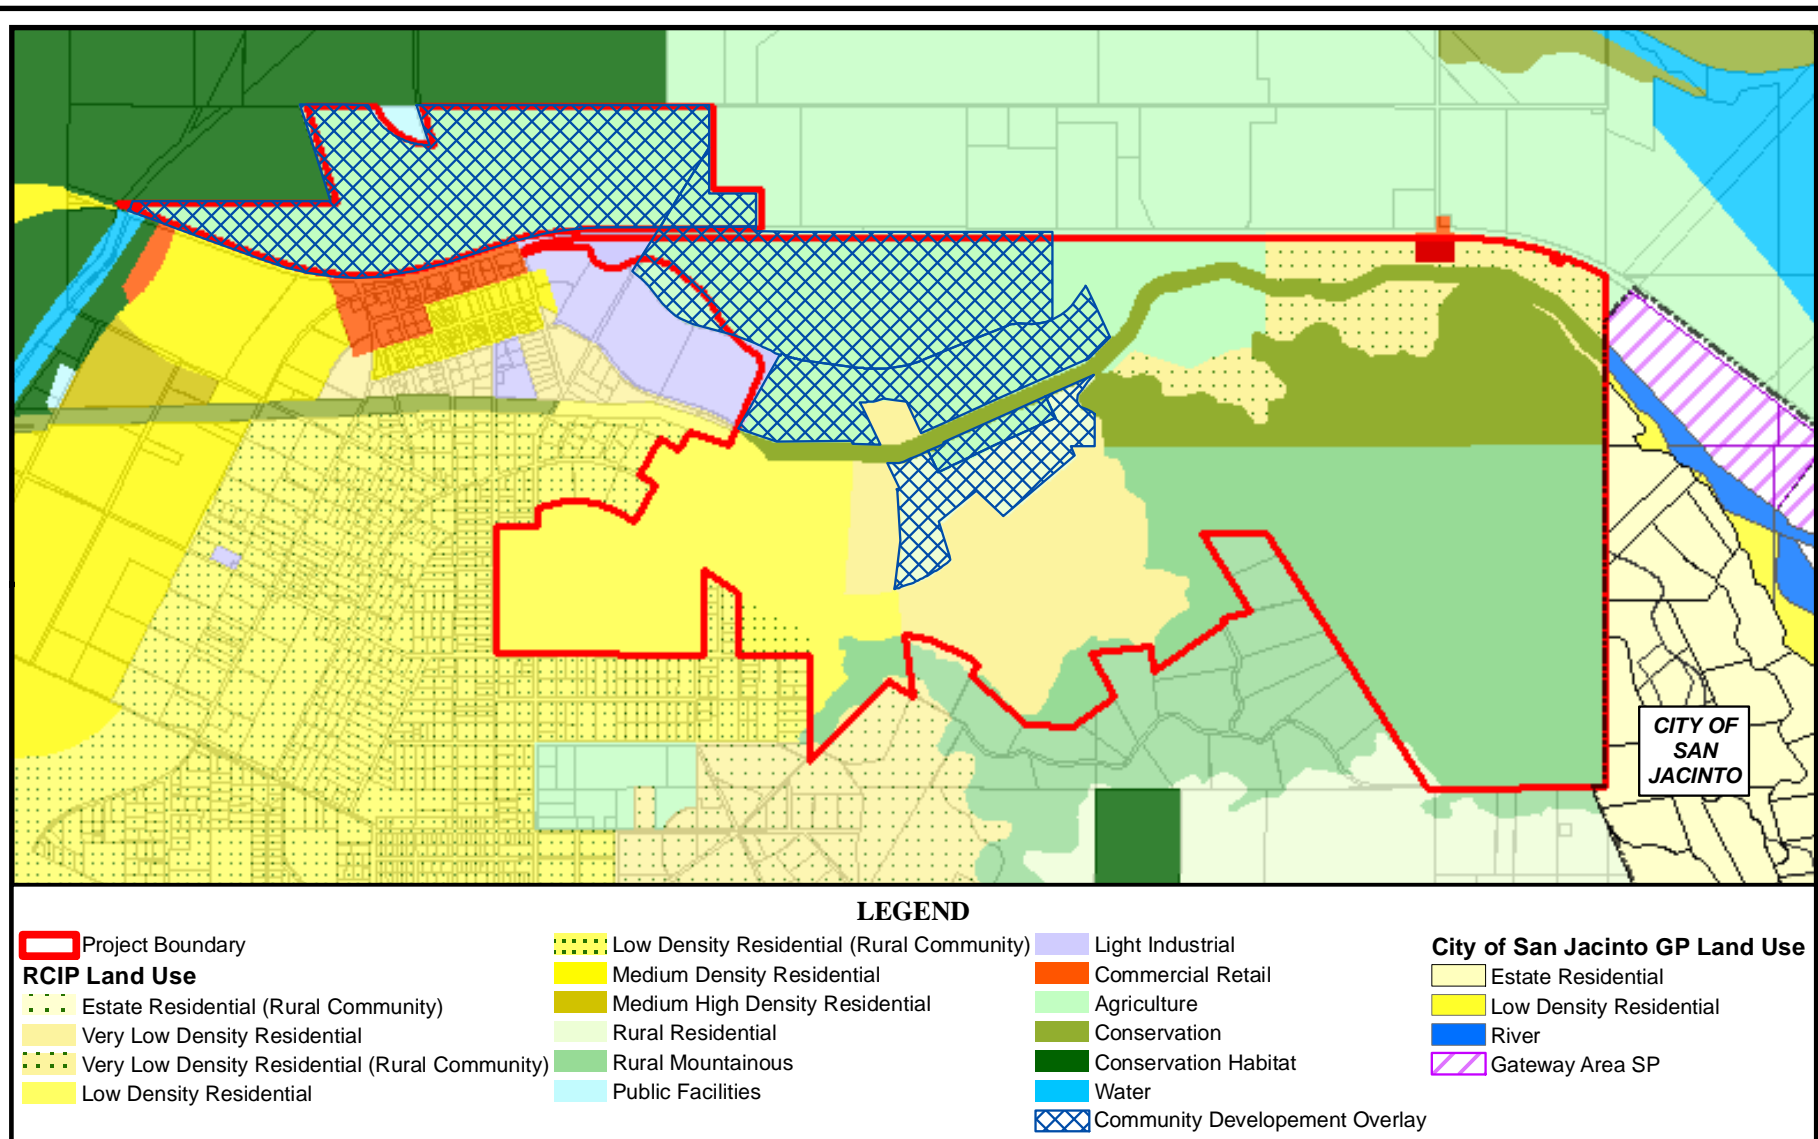 CITY OF
SAN
JACINTO
LEGEND
Project Boundary
RCIP Land Use
Estate Residential (Rural Community)
Very Low Density Residential
Very Low Density Residential (Rural Community)
Low Density Residential
Low Density Residential (Rural Community)
Medium Density Residential
Medium High Density Residential
Rural Residential
Rural Mountainous
Public Facilities
Light Industrial
Commercial Retail
Agriculture
Conservation
Conservation Habitat
Water
Community Developement Overlay
City of San Jacinto GP Land Use
Estate Residential
Low Density Residential
River
Gateway Area SP